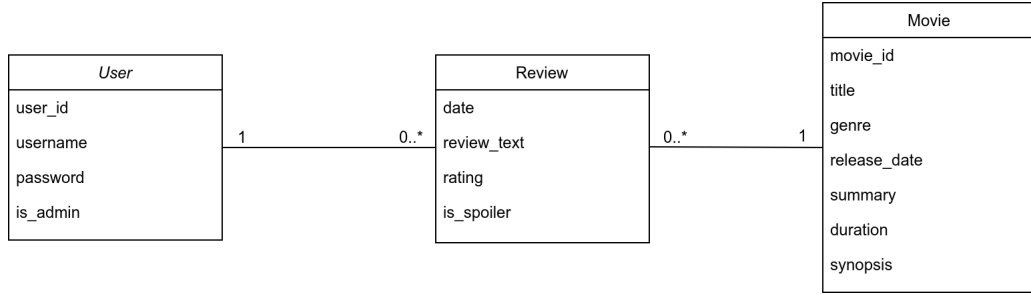 User
user_id
username
password
is_admin
1
0..*
Review
date
review_text
rating
is_spoiler
0..*
1
Movie
movie_id
title
genre
release_date
summary
duration
synopsis